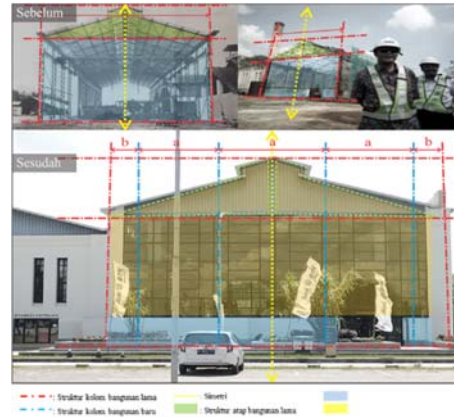 Sebelum
Sesudah
b a a a b
: Struktur kolom bangunan lama : Simetri
: Struktur kolom bangunan baru : Struktur atap bangunan lama :